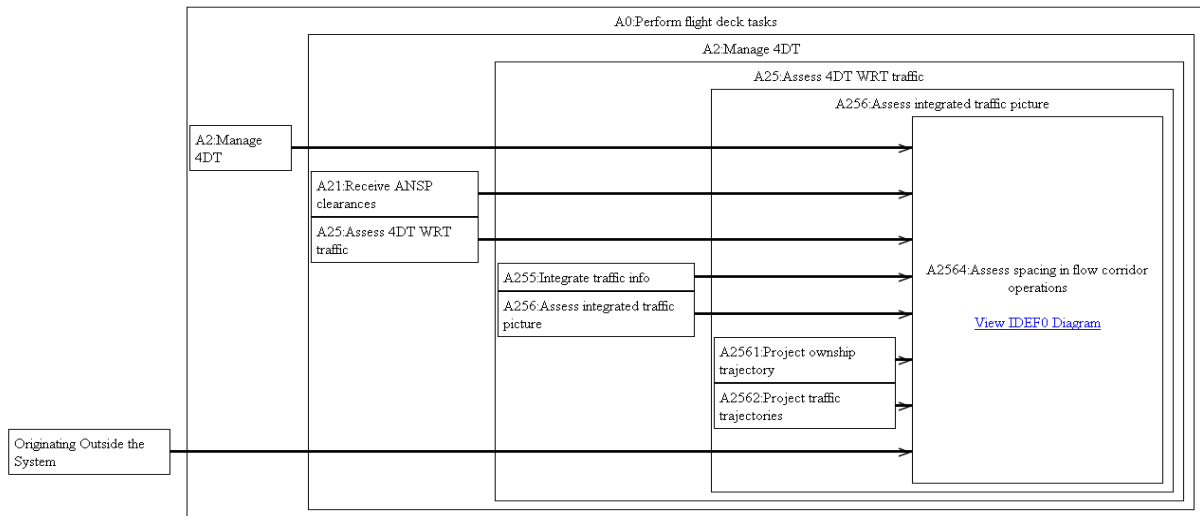 A0:Perform flight deck tasks
A2:Manage 4DT
A25:Assess 4DT WRT traffic
A256:Assess integrated traffic picture
A2:Manage
4DT
A21:Receive ANSP
clearances
A25:Assess 4DT WRT
traffic
A255:Integrate traffic info
A256:Assess integrated traffic
picture
A2561:Project ownship
trajectory
A2562:Project traffic
trajectories
Originating Outside the
System
A2564:Assess spacing in flow corridor
operations
View IDEF0 Diagram